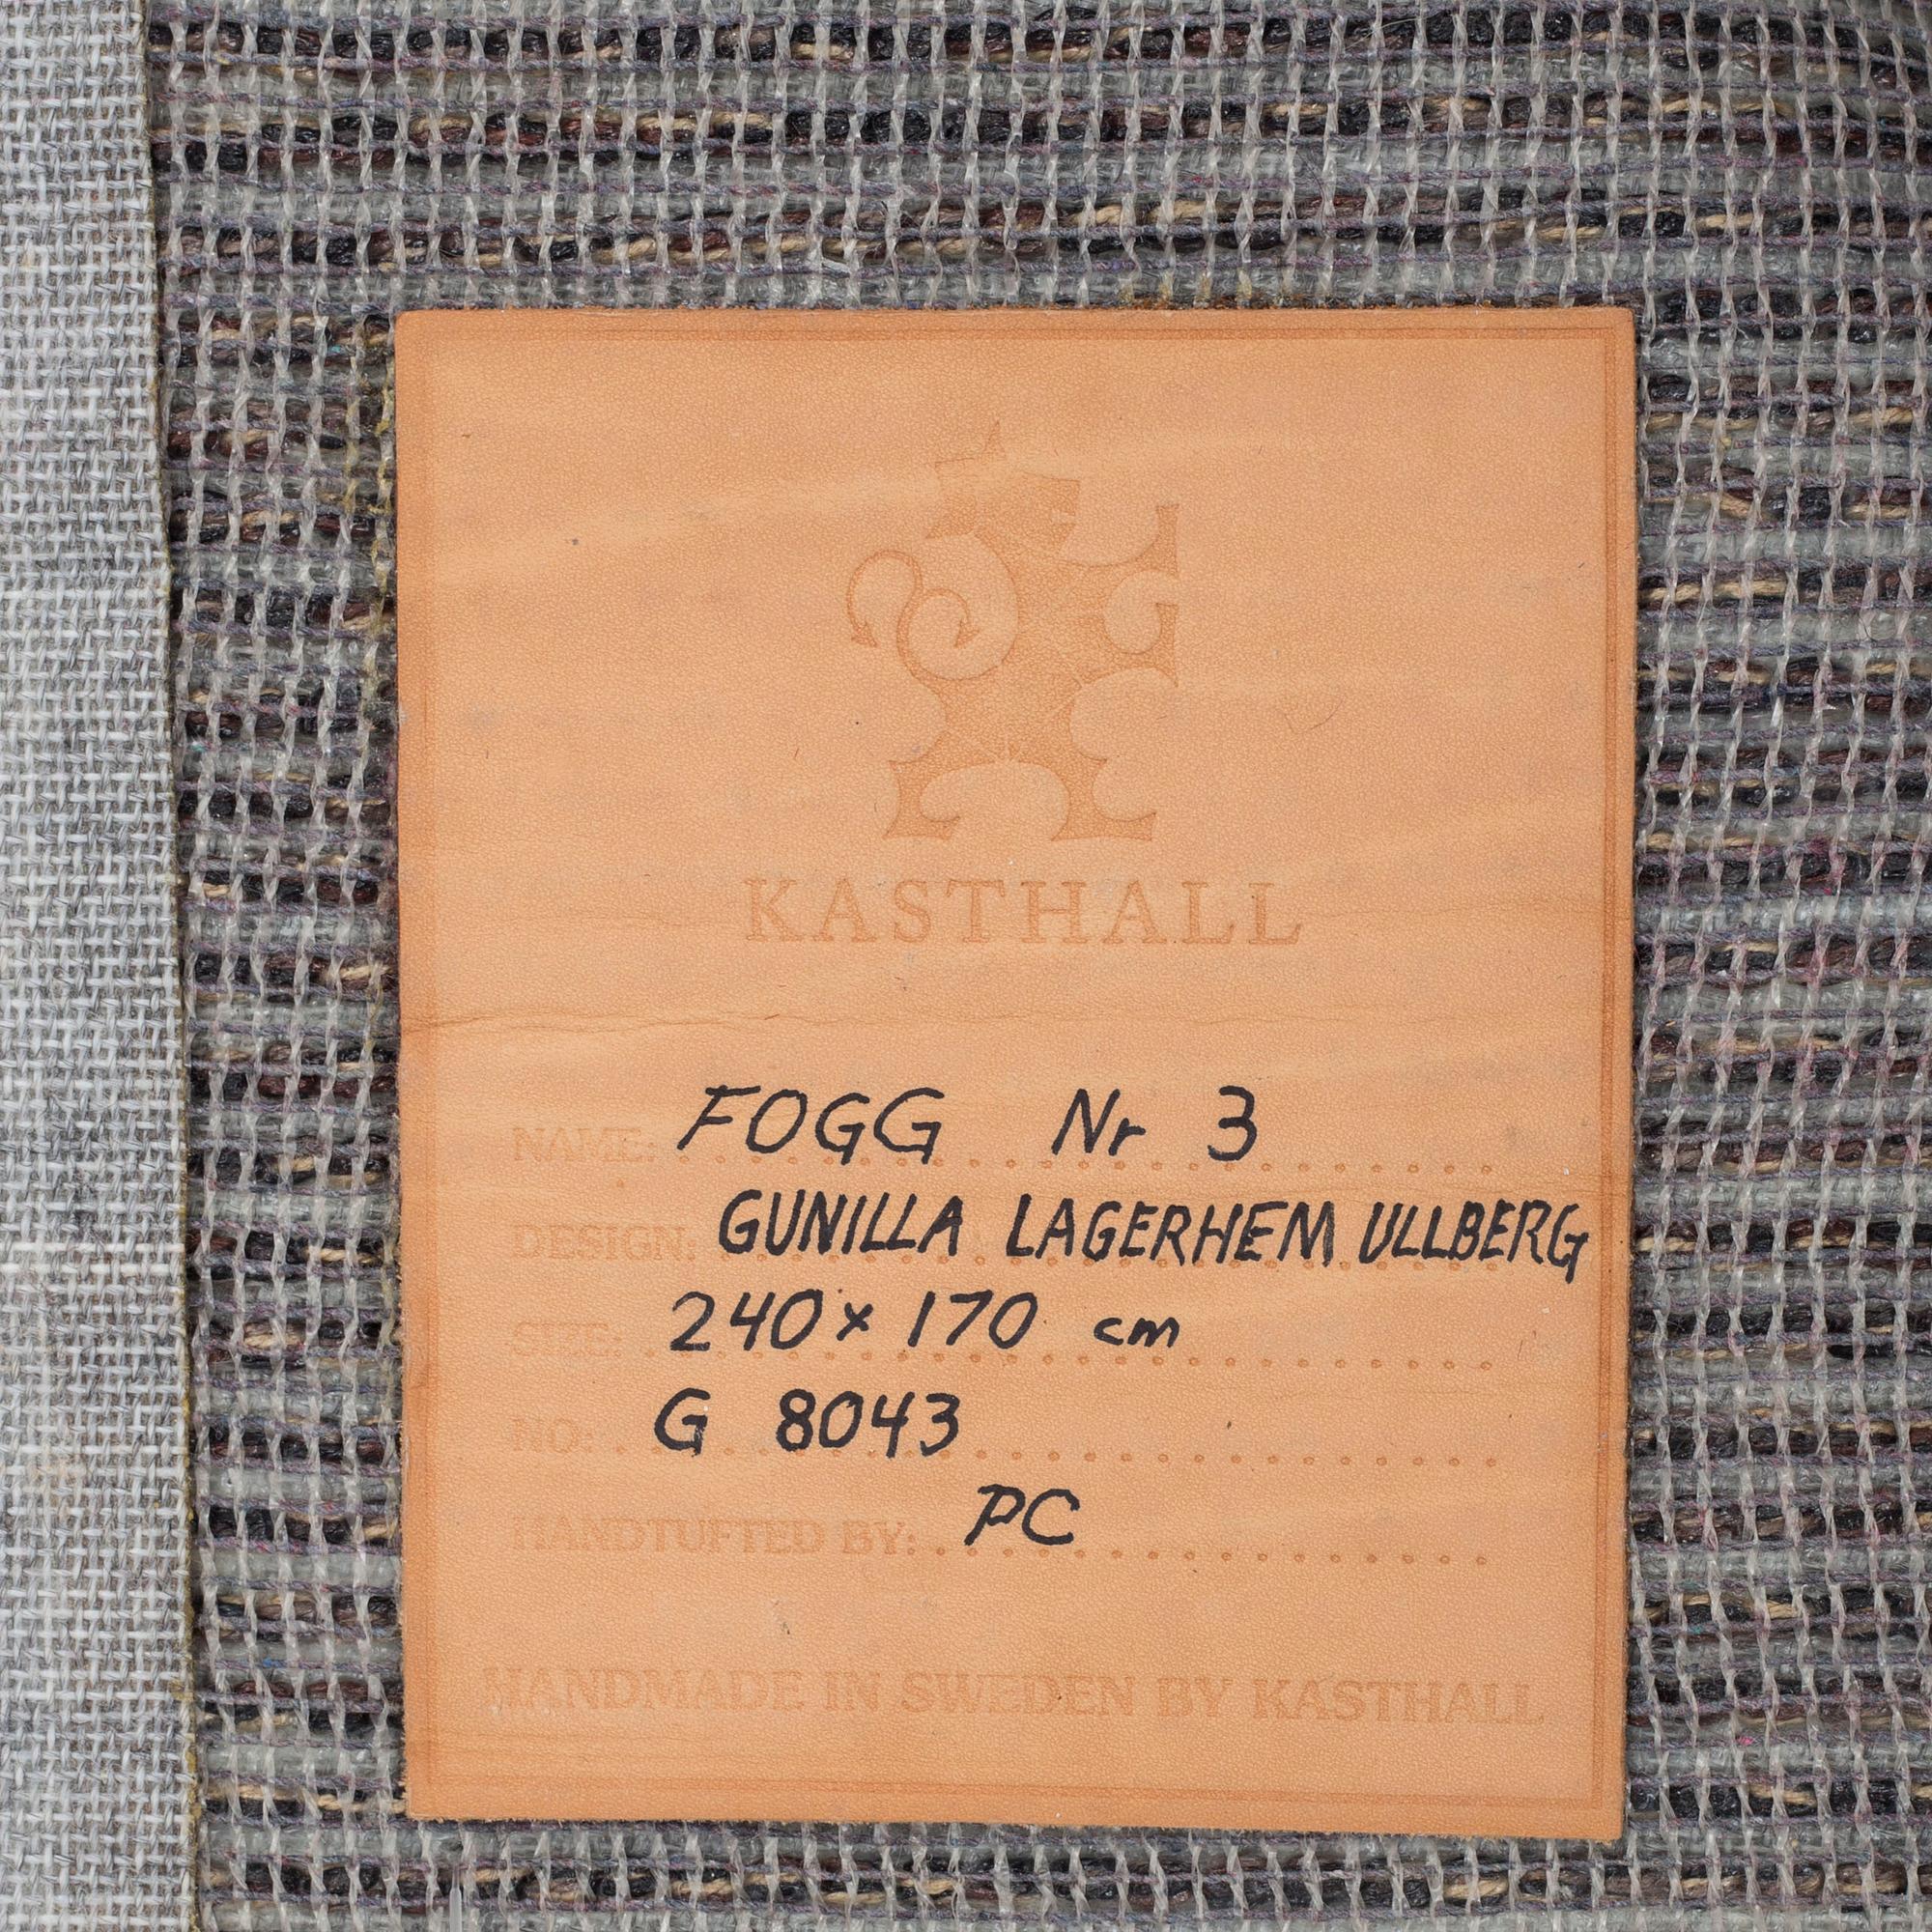 KASTHALL
NAME: FOGG Nr 3
DESIGN: GUNILLA LAGERHEM ULLBERG
SIZE: 240 x 170 cm
NO: G 8043
HANDTUFTED BY: PC
HANDMADE IN SWEDEN BY KASTHALL